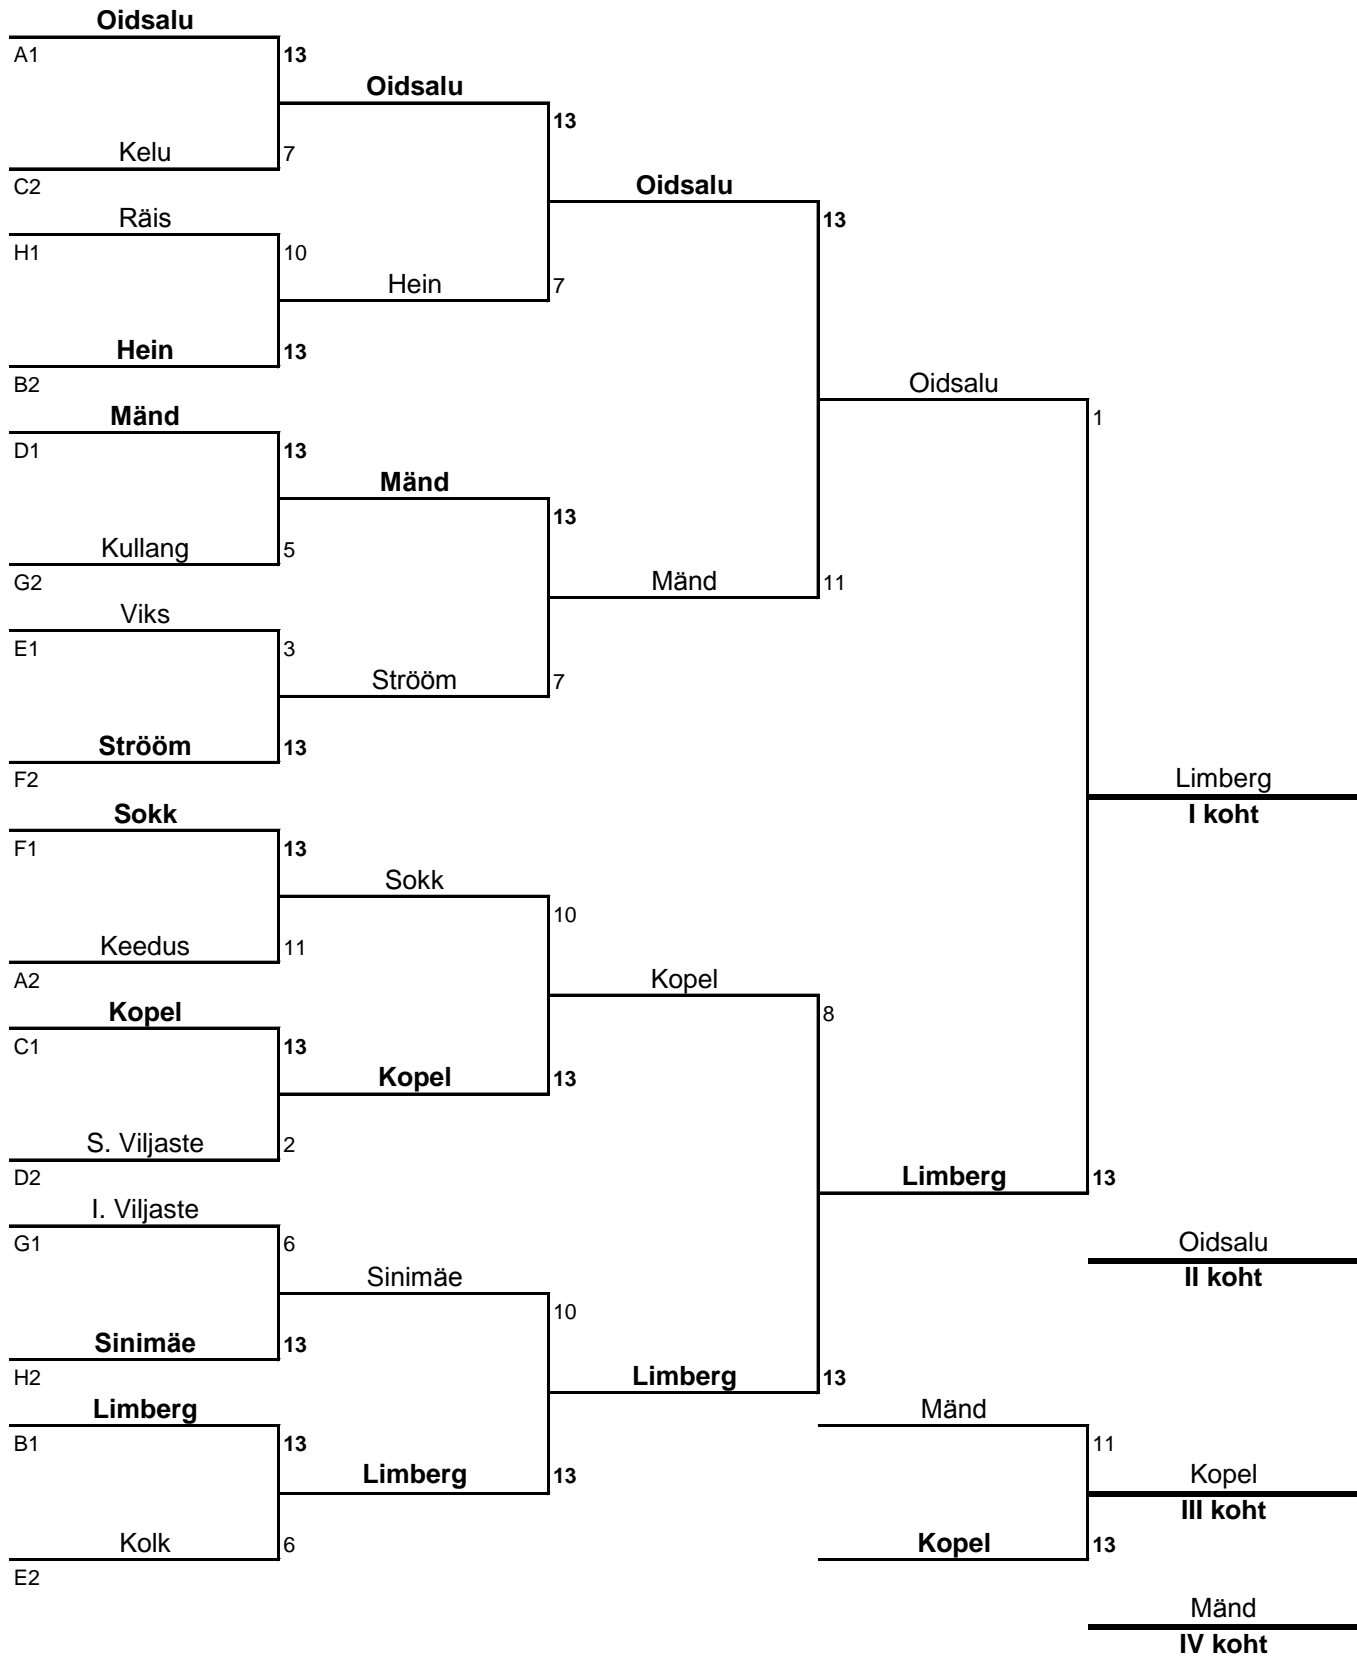 Oidsalu
A1
13
Oidsalu
13
Kelu
7
C2
Oidsalu
13
Räis
H1
10
Hein
7
Hein
13
B2
Oidsalu
1
Mänd
D1
13
Mänd
13
Kullang
5
G2
Mänd
11
Viks
E1
3
Strööm
7
Strööm
13
F2
Limberg
I koht
Sokk
F1
13
Sokk
10
Keedus
11
A2
Kopel
8
Kopel
C1
13
Kopel
13
S. Viljaste
2
D2
Limberg
13
I. Viljaste
G1
6
Oidsalu
II koht
Sinimäe
10
Sinimäe
13
H2
Limberg
13
Limberg
B1
13
Mänd
11
Limberg
13
Kopel
III koht
Kolk
6
E2
Kopel
13
Mänd
IV koht